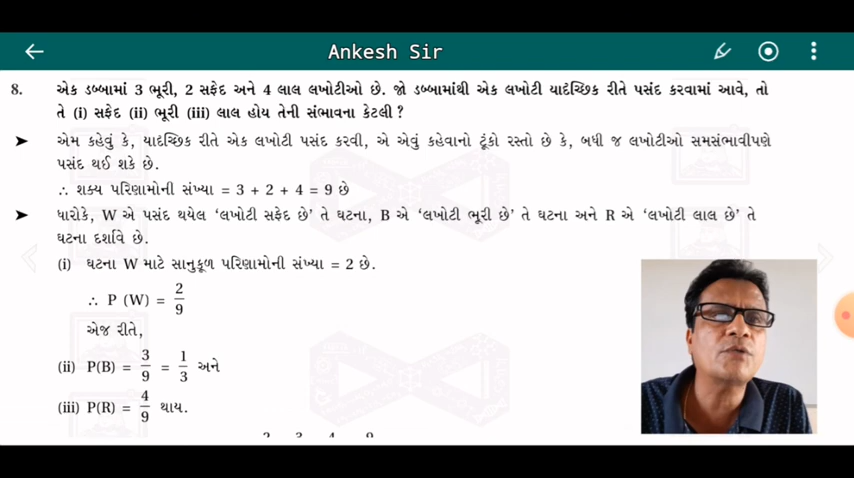 Ankesh Sir
8. એક ડબ્બામાં 3 ભૂરી, 2 સફેદ અને 4 લાલ લખોટીઓ છે. જો ડબ્બામાંથી એક લખોટી યાદૃચ્છિક રીતે પસંદ કરવામાં આવે, તો
તે (i) સફેદ (ii) ભૂરી (iii) લાલ હોય તેની સંભાવના કેટલી ?
➤ એમ કહેવું કે, યાદૃચ્છિક રીતે એક લખોટી પસંદ કરવી, એ એવું કહેવાનો ટૂંકો રસ્તો છે કે, બધી જ લખોટીઓ સમસંભાવીપણે
પસંદ થઈ શકે છે.
∴ શક્ય પરિણામોની સંખ્યા = 3 + 2 + 4 = 9 છે
➤ ધારોકે, W એ પસંદ થયેલ ‘લખોટી સફેદ છે’ તે ઘટના, B એ ‘લખોટી ભૂરી છે’ તે ઘટના અને R એ ‘લખોટી લાલ છે’ તે
ઘટના દર્શાવે છે.
(i) ઘટના W માટે સાનુકૂળ પરિણામોની સંખ્યા = 2 છે.
∴ P (W) = 2/9
એજ રીતે,
(ii) P(B) = 3/9 = 1/3 અને
(iii) P(R) = 4/9 થાય.